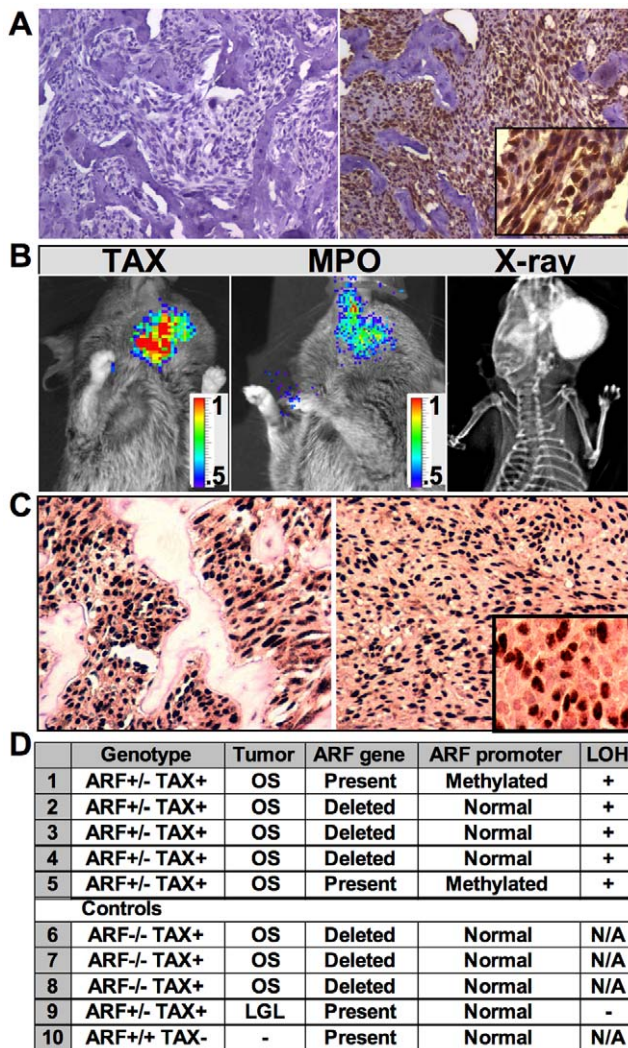 A
B
TAX MPO X-ray
1 1
.5 .5
C
D
Genotype Tumor ARF gene ARF promoter LOH
1 ARF+/- TAX+ OS Present Methylated +
2 ARF+/- TAX+ OS Deleted Normal +
3 ARF+/- TAX+ OS Deleted Normal +
4 ARF+/- TAX+ OS Deleted Normal +
5 ARF+/- TAX+ OS Present Methylated +
Controls
6 ARF-/- TAX+ OS Deleted Normal N/A
7 ARF-/- TAX+ OS Deleted Normal N/A
8 ARF-/- TAX+ OS Deleted Normal N/A
9 ARF+/- TAX+ LGL Present Normal -
10 ARF+/+ TAX- - Present Normal N/A